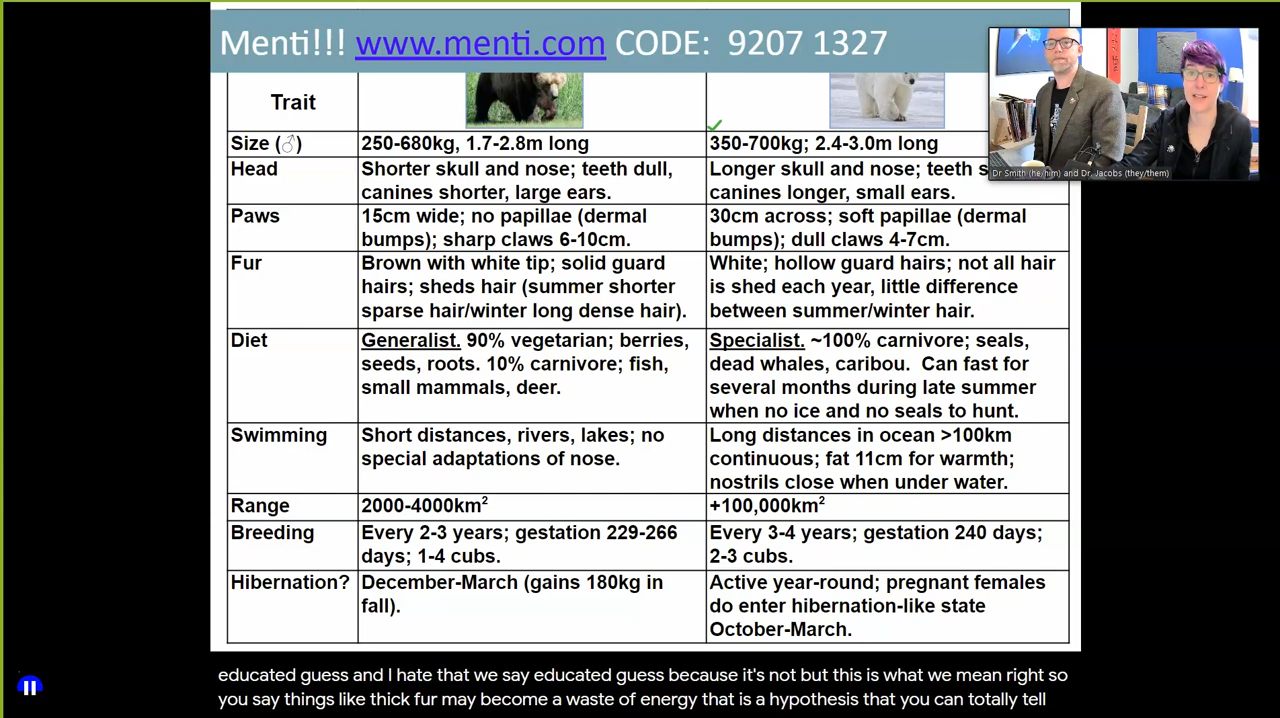 Menti!!! www.menti.com CODE: 9207 1327
Trait
Size (♂)
250-680kg, 1.7-2.8m long
350-700kg; 2.4-3.0m long
Head
Shorter skull and nose; teeth dull,
canines shorter, large ears.
Longer skull and nose; teeth
canines longer, small ears.
Paws
15cm wide; no papillae (dermal
bumps); sharp claws 6-10cm.
30cm across; soft papillae (dermal
bumps); dull claws 4-7cm.
Fur
Brown with white tip; solid guard
hairs; sheds hair (summer shorter
sparse hair/winter long dense hair).
White; hollow guard hairs; not all hair
is shed each year, little difference
between summer/winter hair.
Diet
Generalist. 90% vegetarian; berries,
seeds, roots. 10% carnivore; fish,
small mammals, deer.
Specialist. ~100% carnivore; seals,
dead whales, caribou. Can fast for
several months during late summer
when no ice and no seals to hunt.
Swimming
Short distances, rivers, lakes; no
special adaptations of nose.
Long distances in ocean >100km
continuous; fat 11cm for warmth;
nostrils close when under water.
Range
2000-4000km²
+100,000km²
Breeding
Every 2-3 years; gestation 229-266
days; 1-4 cubs.
Every 3-4 years; gestation 240 days;
2-3 cubs.
Hibernation?
December-March (gains 180kg in
fall).
Active year-round; pregnant females
do enter hibernation-like state
October-March.
Dr Smith (he/him) and Dr. Jacobs (they/them)
educated guess and I hate that we say educated guess because it's not but this is what we mean right so
you say things like thick fur may become a waste of energy that is a hypothesis that you can totally tell